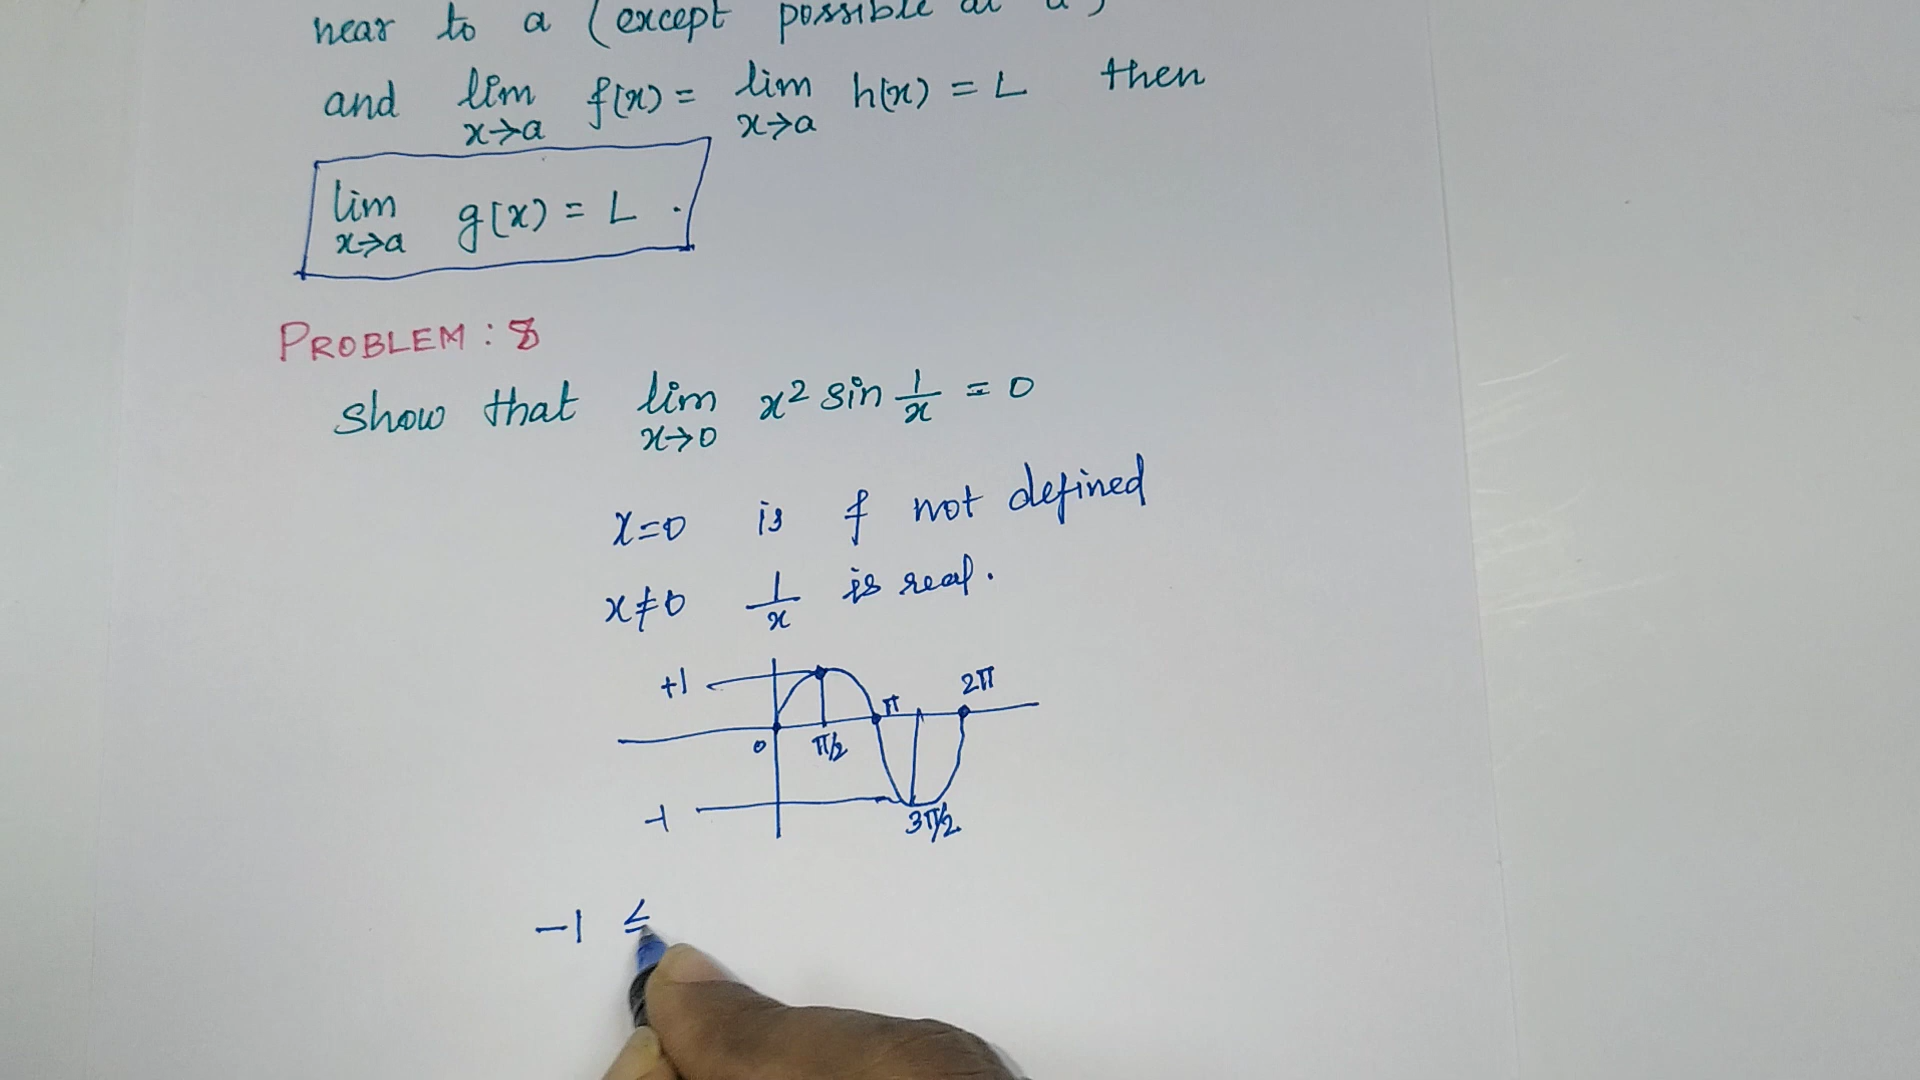 near to a (except possible at a)
and lim x→a f(x) = lim x→a h(x) = L then
lim x→a g(x) = L .
PROBLEM : 8
show that lim x→0 x² sin 1/x = 0
x=0 is f not defined
x≠0 1/x is real.
+1 2π
π
0 π/2
-1 3π/2
-1 ≤